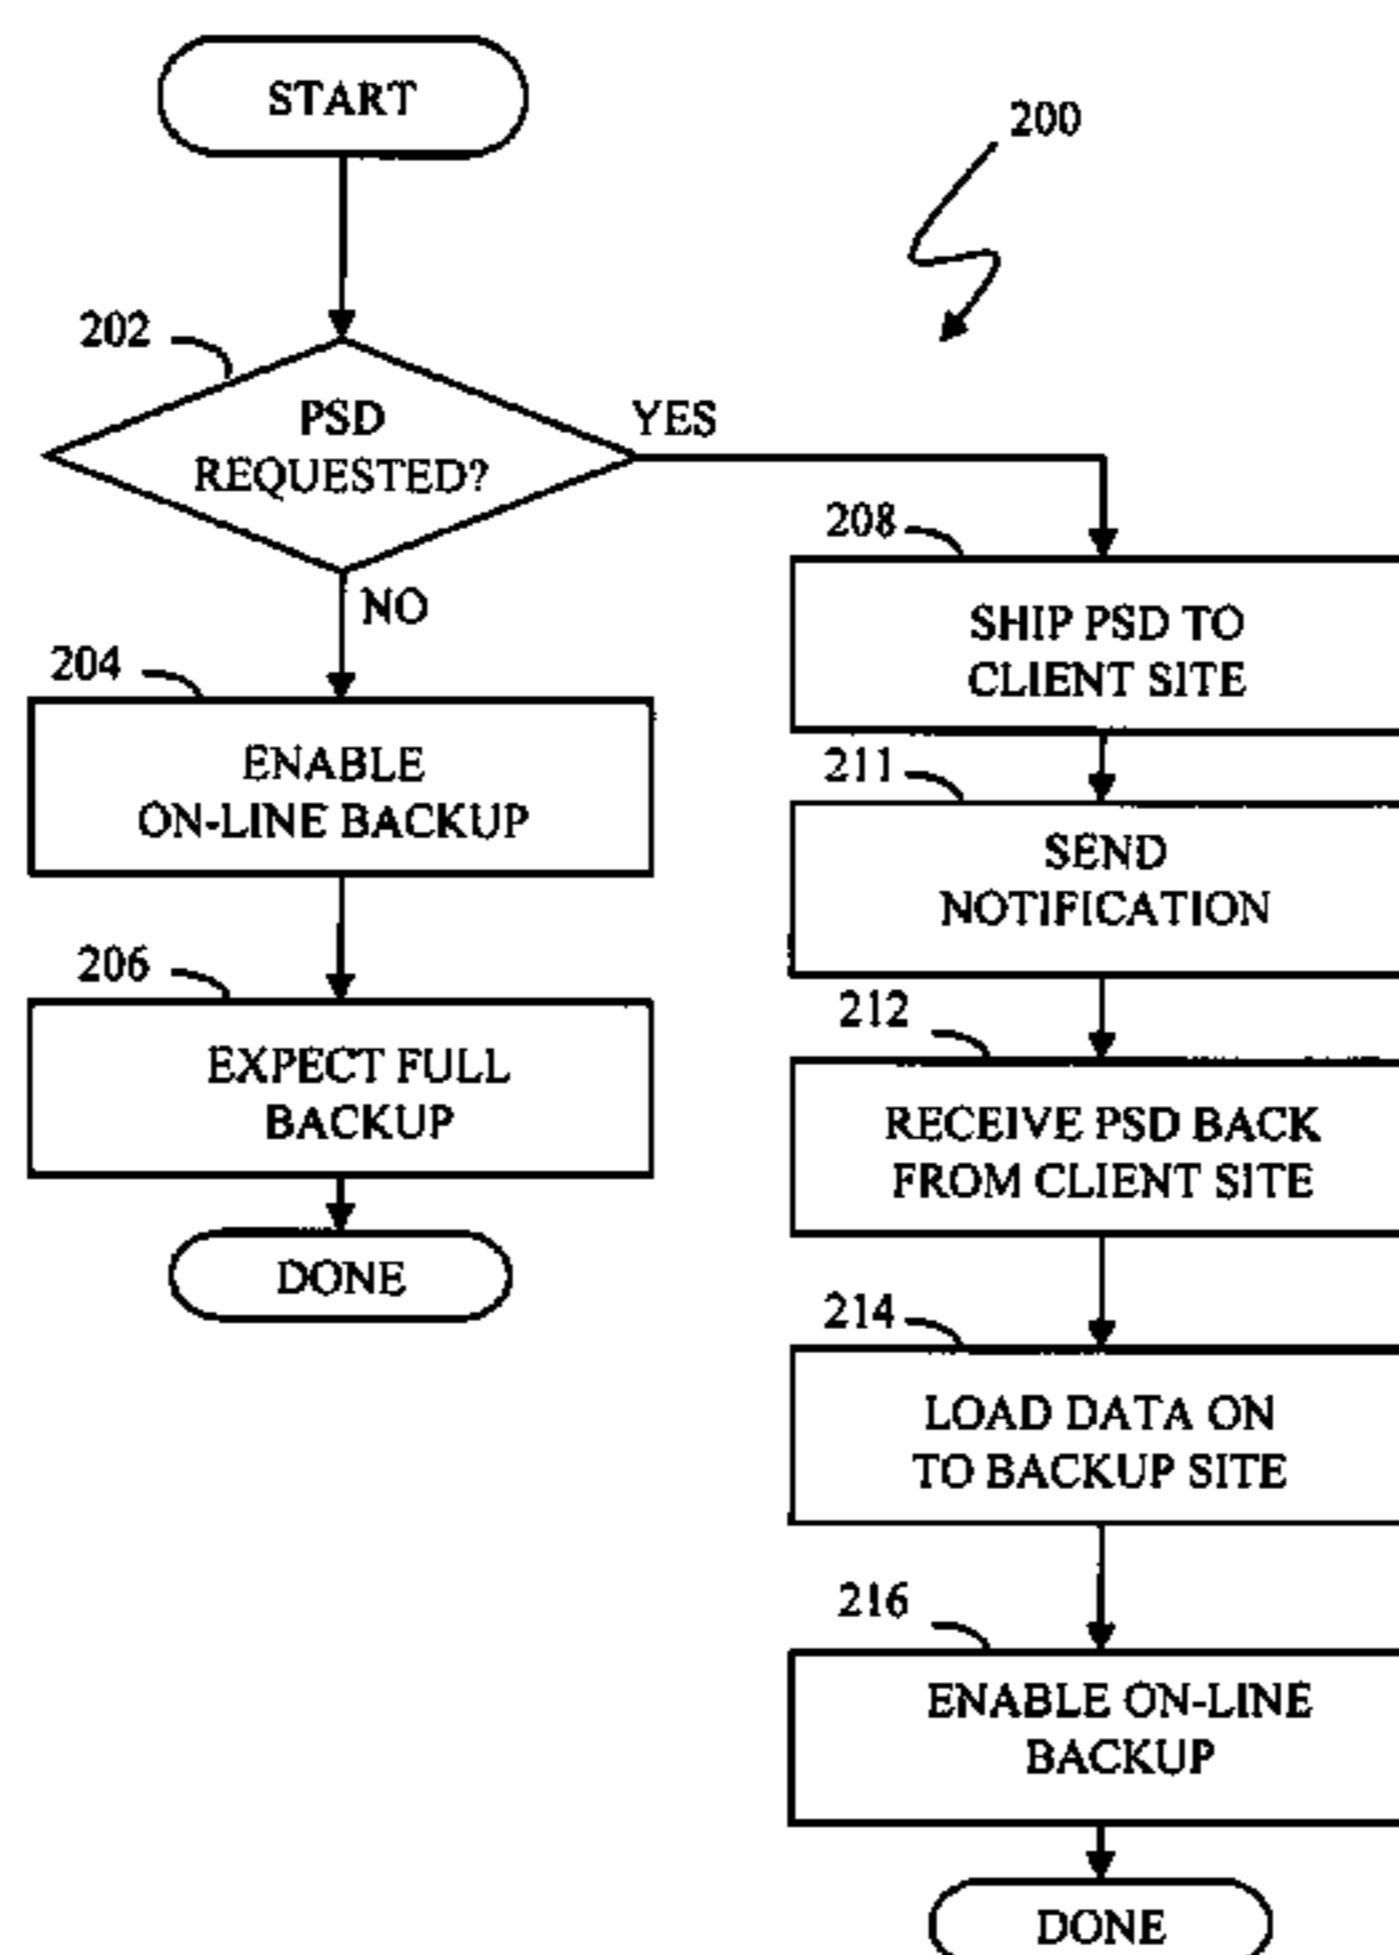 START
200
202
PSD
REQUESTED?
YES
NO
204
ENABLE
ON-LINE BACKUP
206
EXPECT FULL
BACKUP
DONE
208
SHIP PSD TO
CLIENT SITE
211
SEND
NOTIFICATION
212
RECEIVE PSD BACK
FROM CLIENT SITE
214
LOAD DATA ON
TO BACKUP SITE
216
ENABLE ON-LINE
BACKUP
DONE